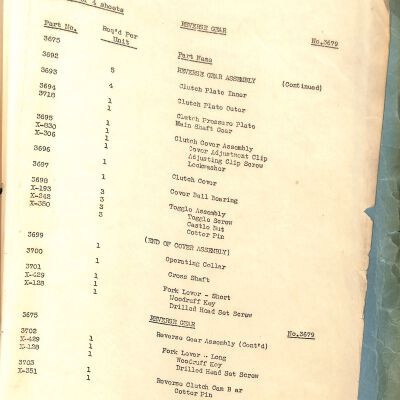 4 sheets
REVERSE GEAR
No.3679
Part No. Req'd Per Unit Part Name
3675 REVERSE GEAR ASSEMBLY (Continued)
3692 5 Clutch Plate Inner
3693 4 Clutch Plate Outer
3694 1 Clutch Pressure Plate
3718 1 Main Shaft Gear
3695 1 Clutch Cover Assembly
X-830 1 Cover Adjustment Clip
X-306 1 Adjusting Clip Screw
1 Lockwasher
3696 1 Clutch Cover
3697 1 Cover Ball Bearing
3698 3 Toggle Assembly
X-193 3 Toggle Screw
X-242 3 Castle Nut
X-350 3 Cotter Pin
(END OF COVER ASSEMBLY)
3699 1 Operating Collar
3700 1 Cross Shaft
3701 1 Fork Lever - Short
X-429 1 Woodruff Key
X-128 1 Drilled Head Set Screw
REVERSE GEAR
No.3679
3675 Reverse Gear Assembly (Cont'd)
3702 1 Fork Lever - Long
X-429 1 Woodruff Key
X-128 1 Drilled Head Set Screw
3703 1 Reverse Clutch Cam Bar
X-351 1 Cotter Pin